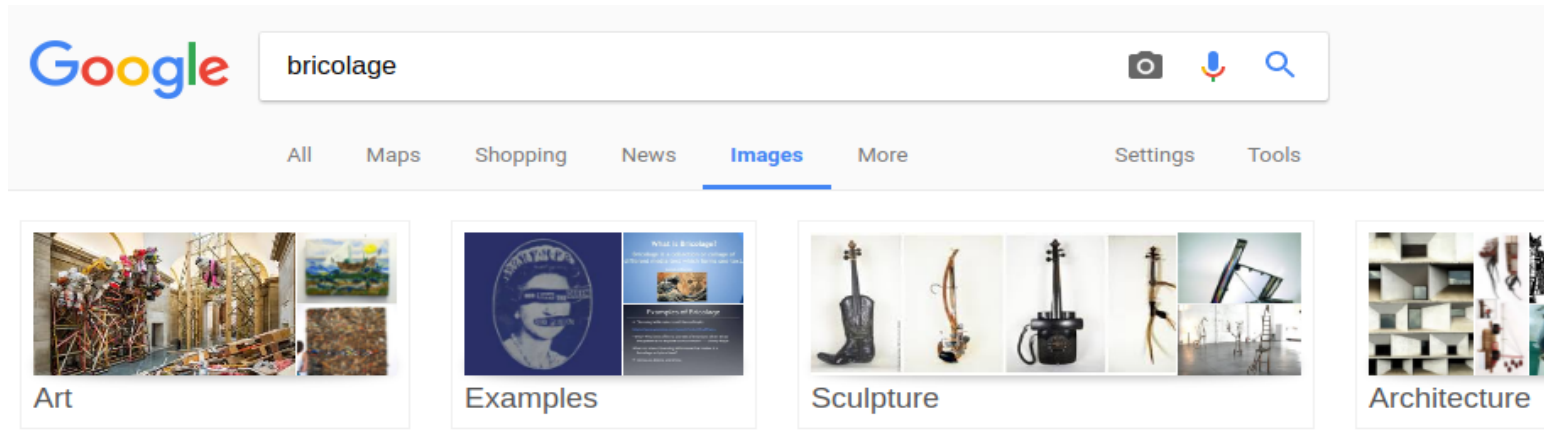 Google
bricolage
All Maps Shopping News Images More Settings Tools
What is Bricolage?
Examples of Bricolage
Art Examples Sculpture Architecture